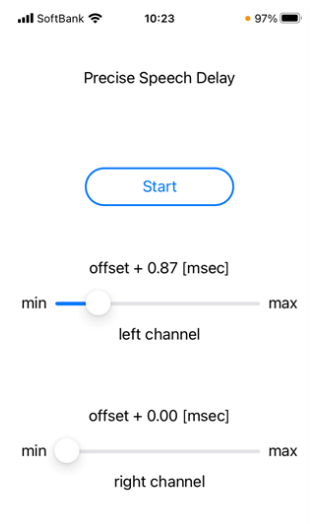 SoftBank 10:23 97%
Precise Speech Delay
Start
offset + 0.87 [msec]
min max
left channel
offset + 0.00 [msec]
min max
right channel